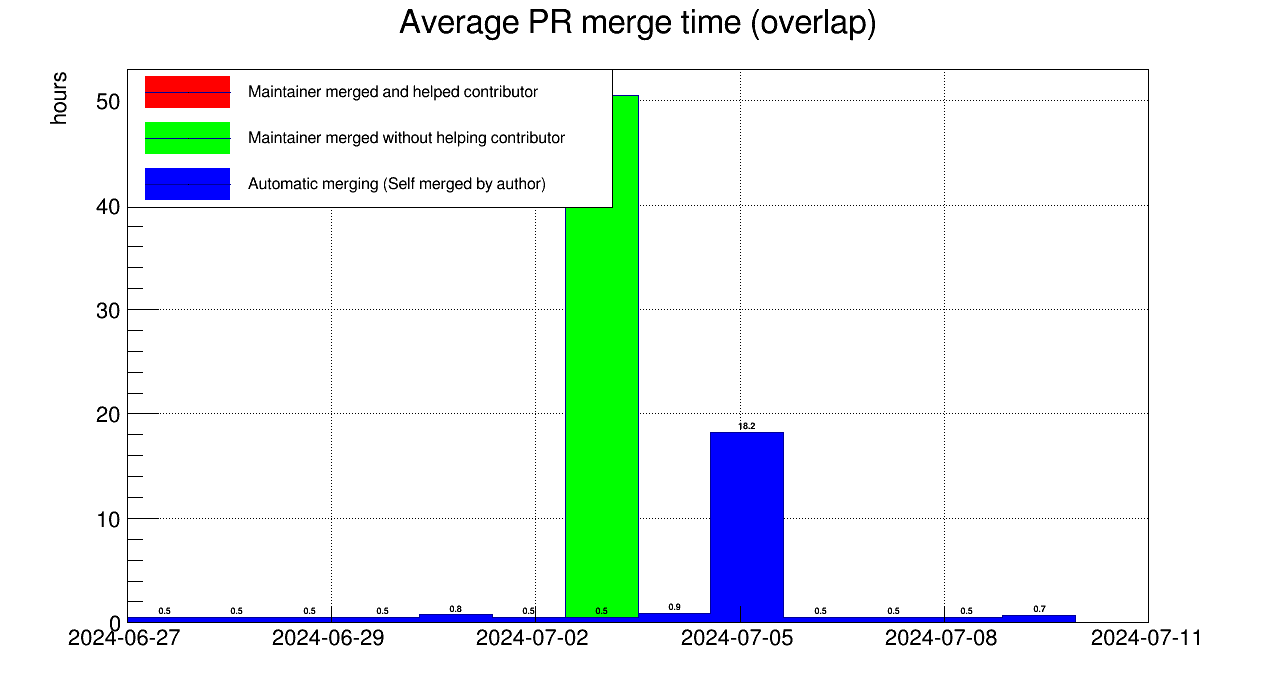 Average PR merge time (overlap)
hours
Maintainer merged and helped contributor
Maintainer merged without helping contributor
Automatic merging (Self merged by author)
50
40
30
20
10
0
18.2
0.5 0.5 0.5 0.5 0.8 0.5 0.5 0.9 0.5 0.5 0.5 0.7
2024-06-27 2024-06-29 2024-07-02 2024-07-05 2024-07-08 2024-07-11